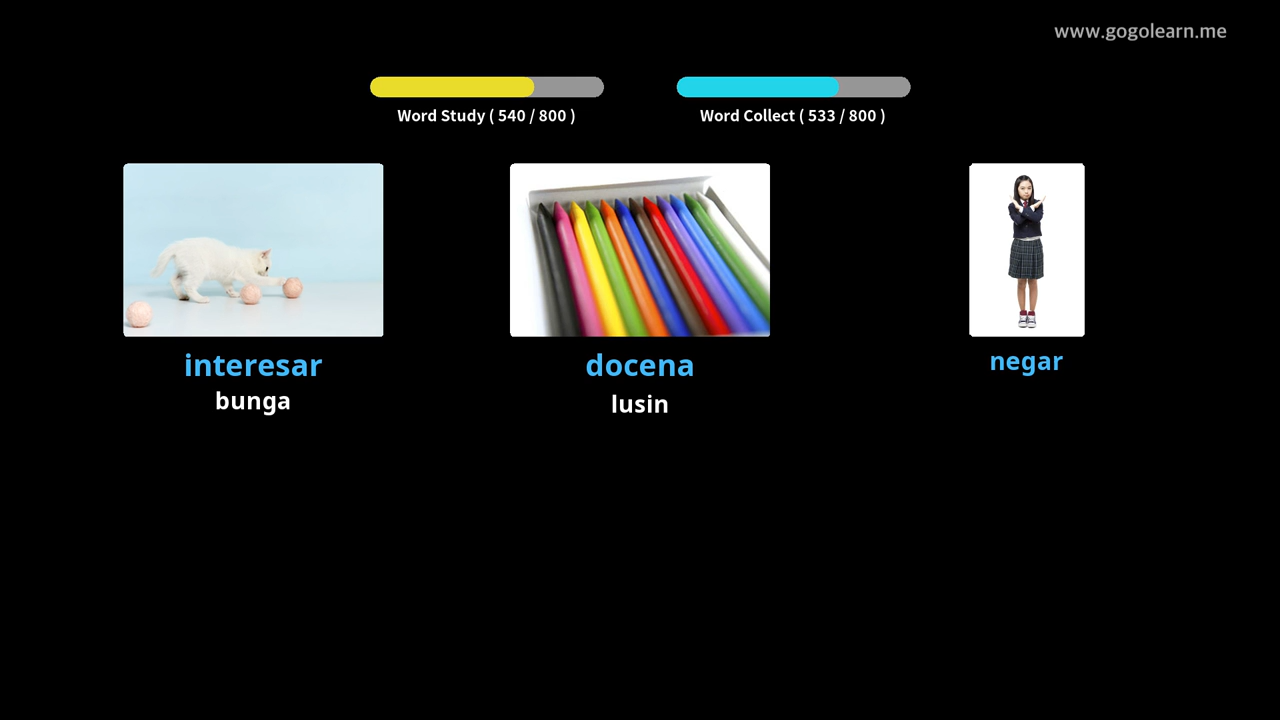 www.gogolearn.me
Word Study ( 540 / 800 )
Word Collect ( 533 / 800 )
interesar
bunga
docena
lusin
negar